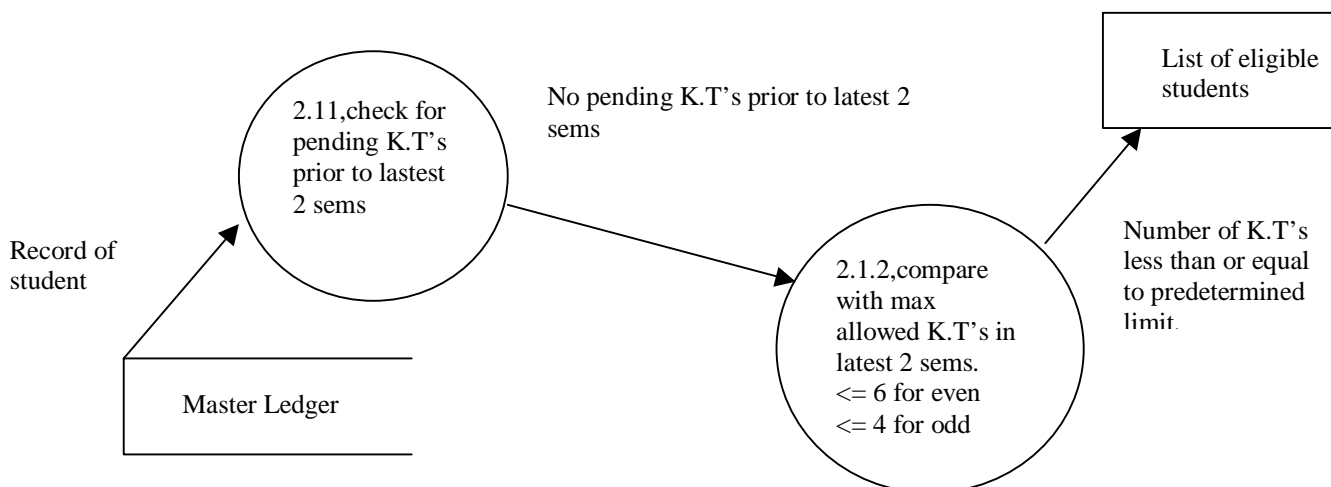 Record of
student
Master Ledger
2.11,check for
pending K.T’s
prior to lastest
2 sems
No pending K.T’s prior to latest 2
sems
2.1.2,compare
with max
allowed K.T’s in
latest 2 sems.
<= 6 for even
<= 4 for odd
Number of K.T’s
less than or equal
to predetermined
limit.
List of eligible
students